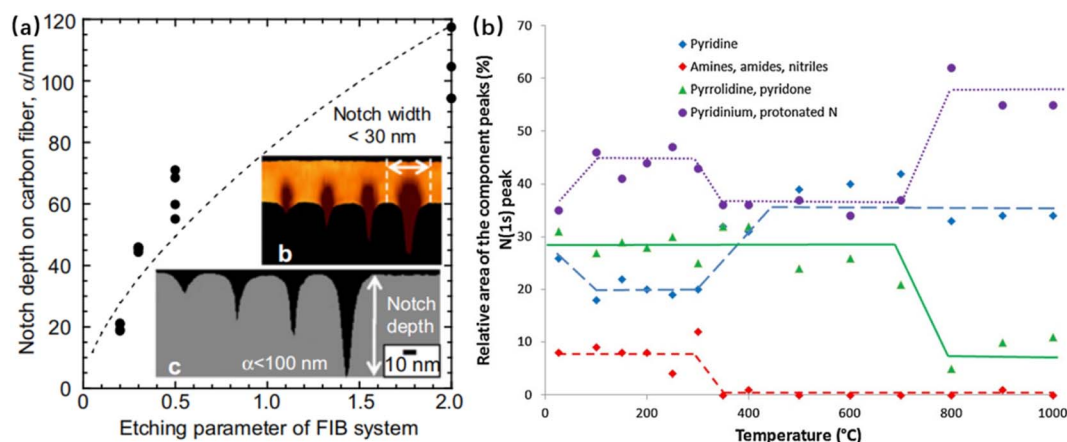 (a)
120
100
80
60
40
20
0
Notch depth on carbon fiber, α/nm
Notch width
< 30 nm
b
Notch
depth
c
α<100 nm
10 nm
0.0
0.5
1.0
1.5
2.0
Etching parameter of FIB system
(b)
70
60
50
40
30
20
10
0
Relative area of the component peaks (%)
N(1s) peak
Pyridine
Amines, amides, nitriles
Pyrrolidine, pyridone
Pyridinium, protonated N
0
200
400
600
800
1000
Temperature (°C)